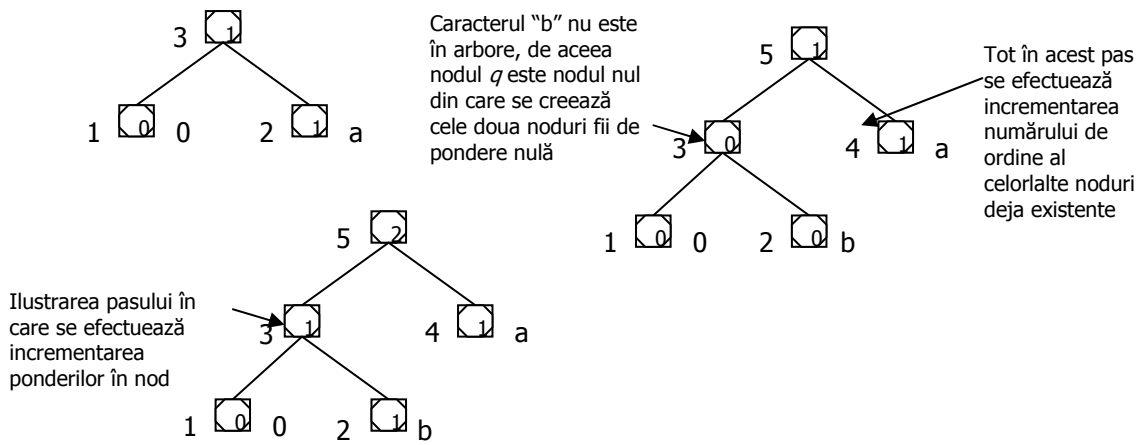 3 1
1 0 0 2 1 a
Caracterul “b” nu este
în arbore, de aceea
nodul q este nodul nul
din care se creează
cele doua noduri fii de
pondere nulă
5 1
3 0 4 1 a
1 0 0 2 0 b
Tot în acest pas
se efectuează
incrementarea
numărului de
ordine al
celorlalte noduri
deja existente
Ilustrarea pasului în
care se efectuează
incrementarea
ponderilor în nod
5 2
3 1 4 1 a
1 0 0 2 1 b